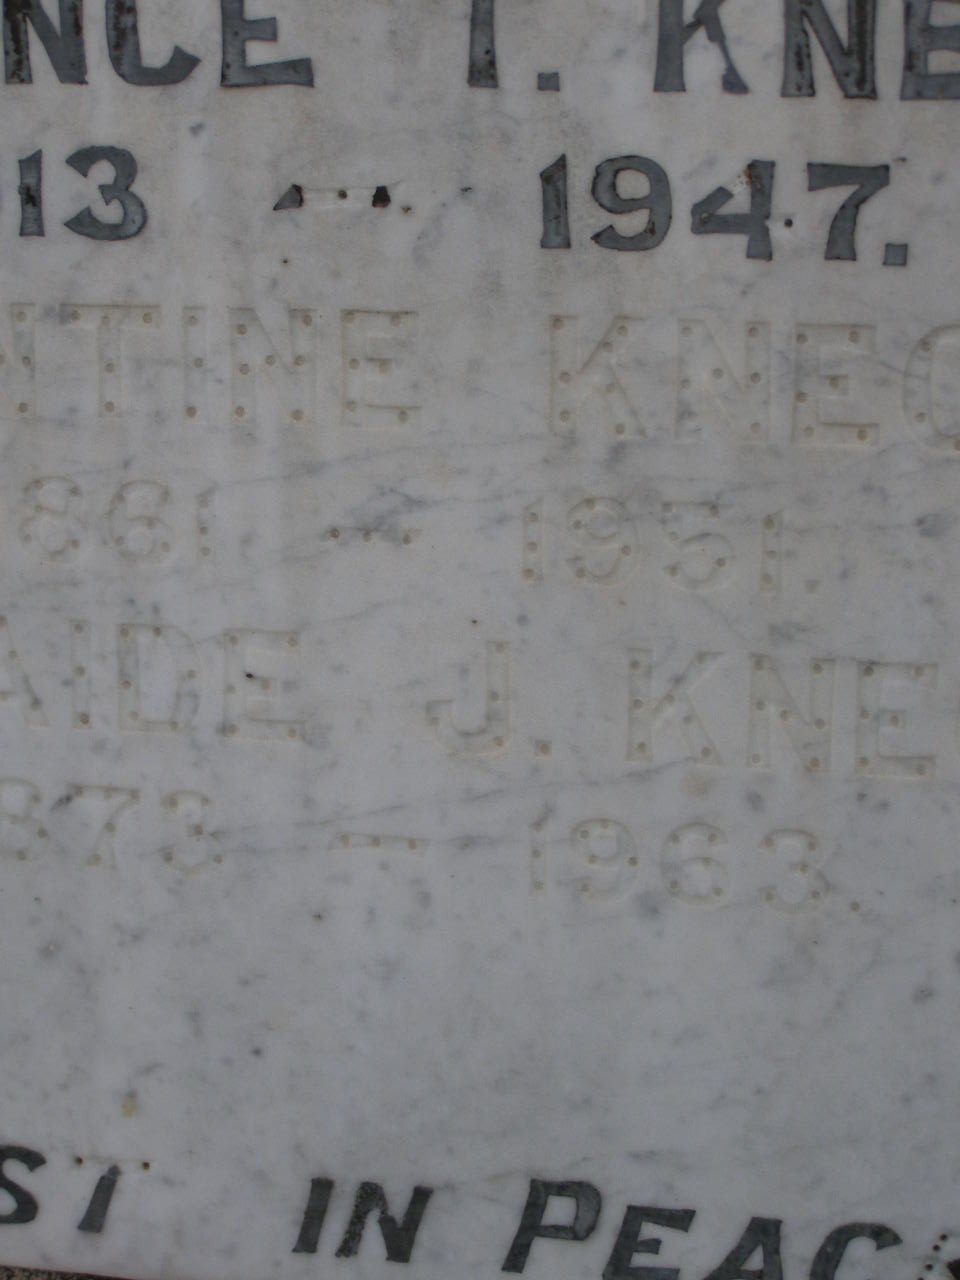 NCE T. KNE
13 — 1947.
NTINE KNEC
861 — 1951.
AIDE J. KNE
873 — 1963.
ST IN PEAC